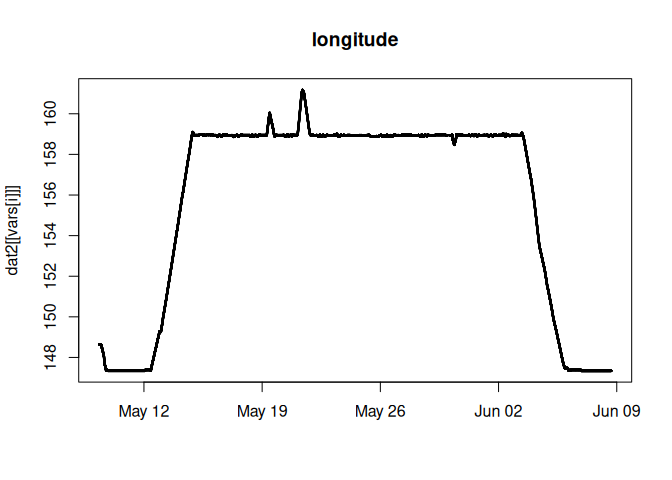 longitude
dat2[[vars[i]]]
160
158
156
154
152
150
148
May 12
May 19
May 26
Jun 02
Jun 09